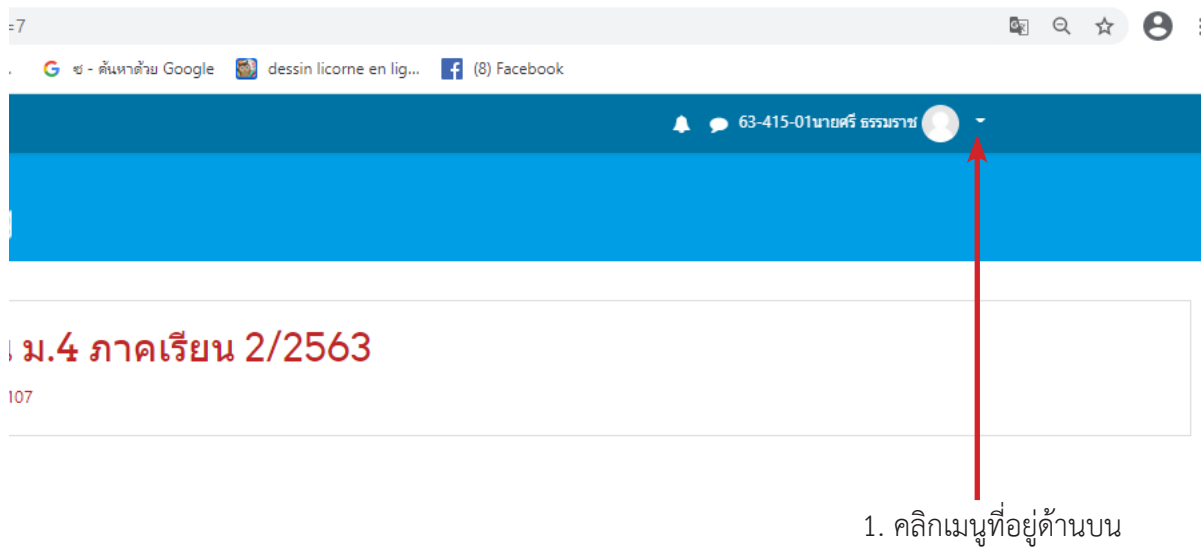 =7
G ซ - ค้นหาด้วย Google dessin licorne en lig... (8) Facebook
63-415-01นายศรี ธรรมราช
ม.4 ภาคเรียน 2/2563
107
1. คลิกเมนูที่อยู่ด้านบน